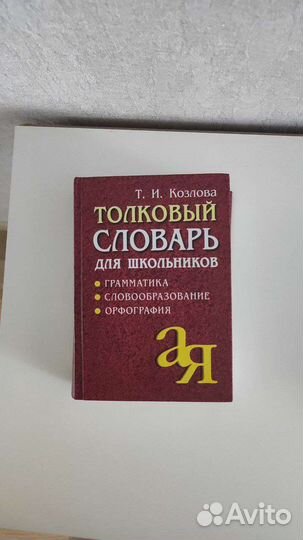 Т. И. Козлова
ТОЛКОВЫЙ
СЛОВАРЬ
ДЛЯ ШКОЛЬНИКОВ
ГРАММАТИКА
СЛОВООБРАЗОВАНИЕ
ОРФОГРАФИЯ
а
Я
Avito